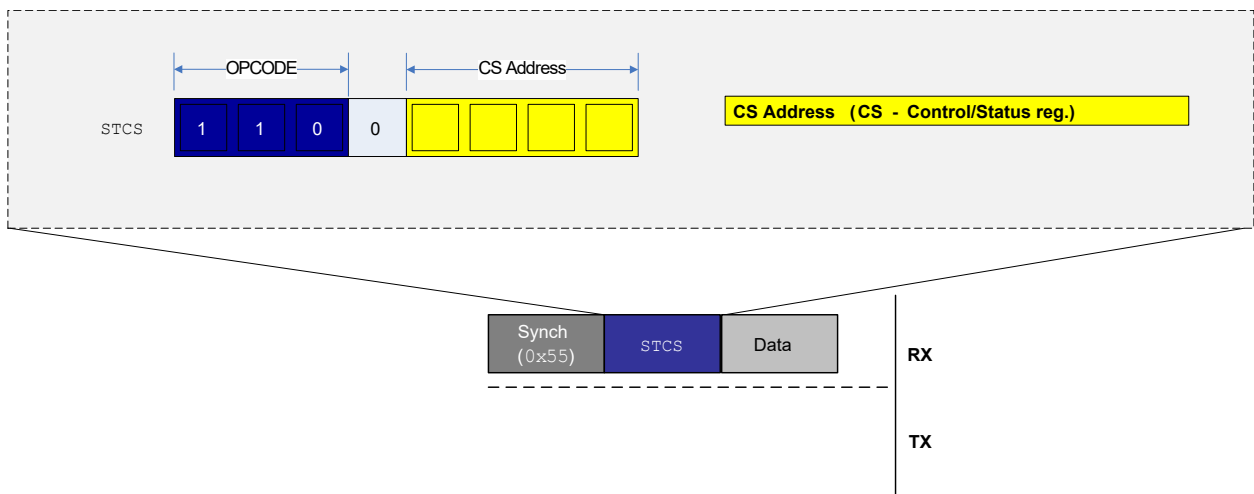 OPCODE CS Address
STCS 1 1 0 0
CS Address (CS - Control/Status reg.)
Synch
(0x55)
STCS
Data
RX
TX